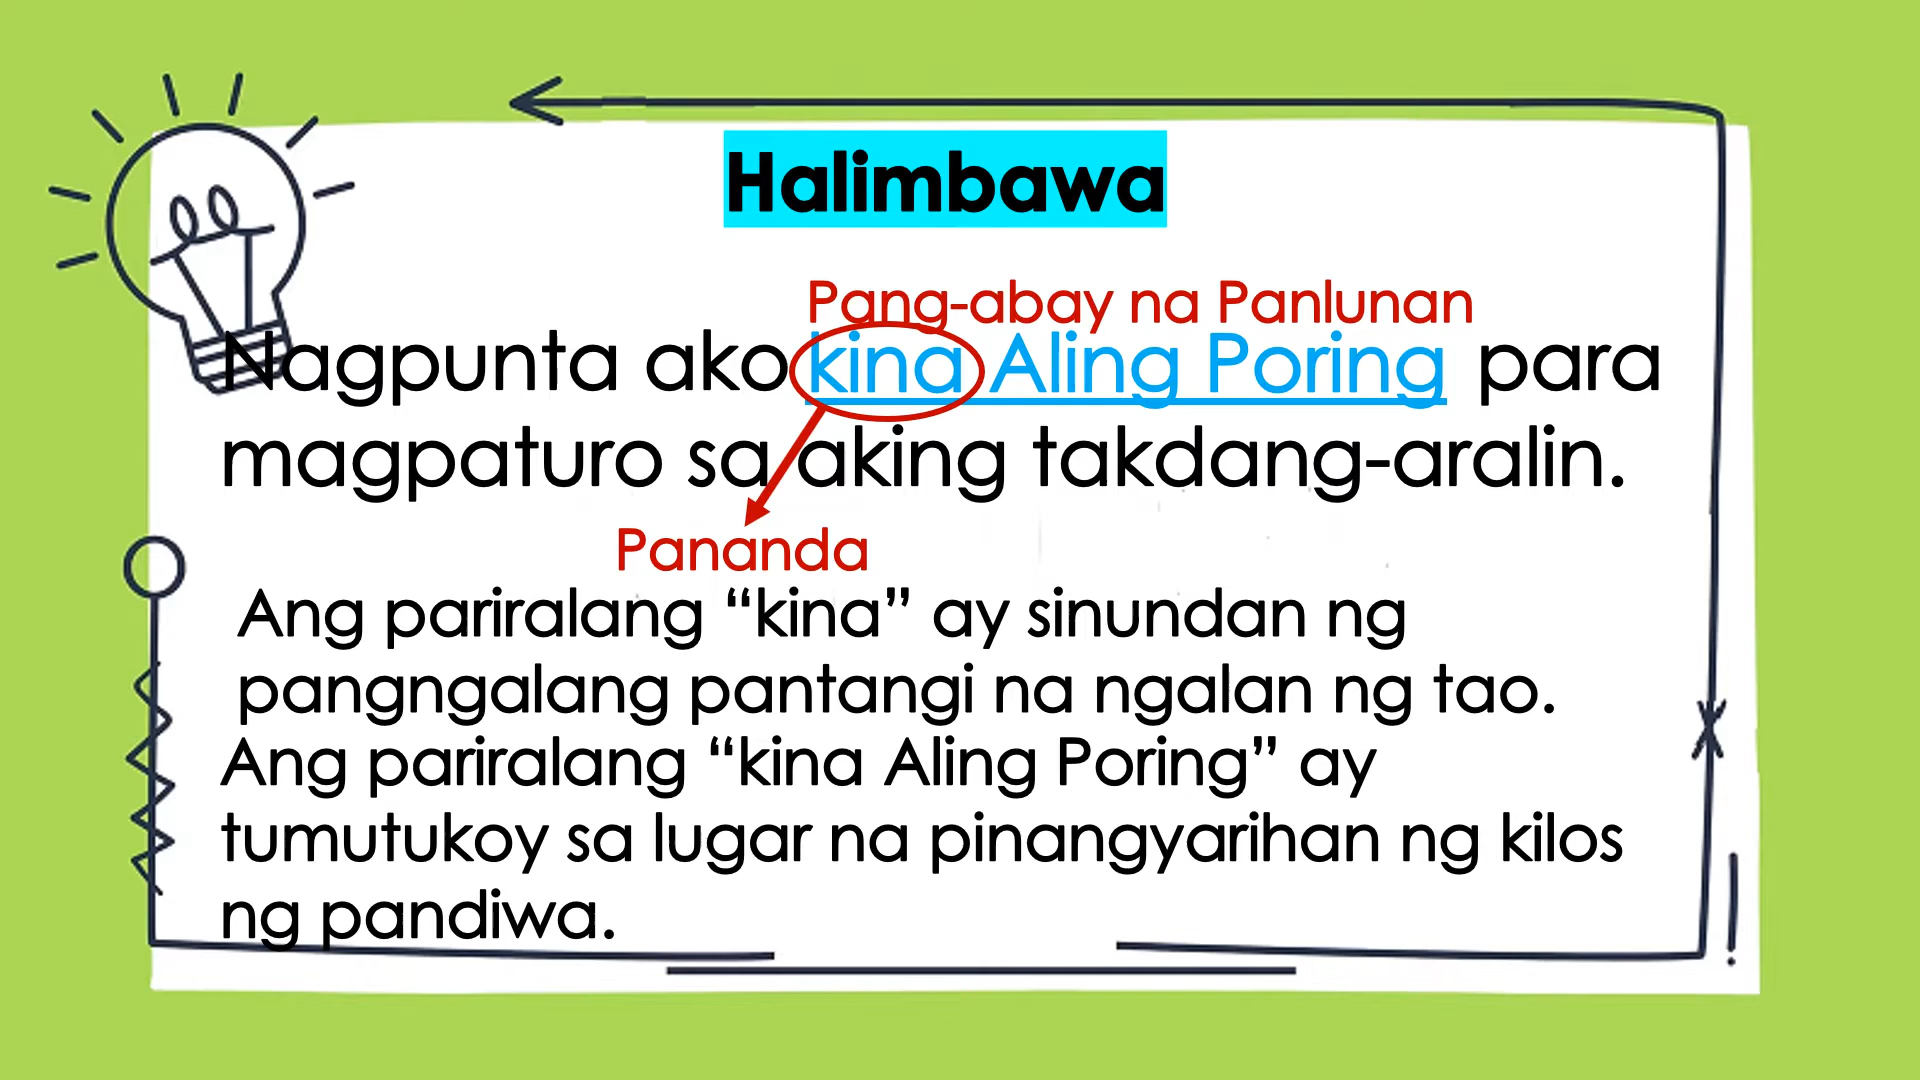 Halimbawa
Pang-abay na Panlunan
Nagpunta ako kina Aling Poring para
magpaturo sa aking takdang-aralin.
Pananda
Ang pariralang “kina” ay sinundan ng
pangngalang pantangi na ngalan ng tao.
Ang pariralang “kina Aling Poring” ay
tumutukoy sa lugar na pinangyarihan ng kilos
ng pandiwa.